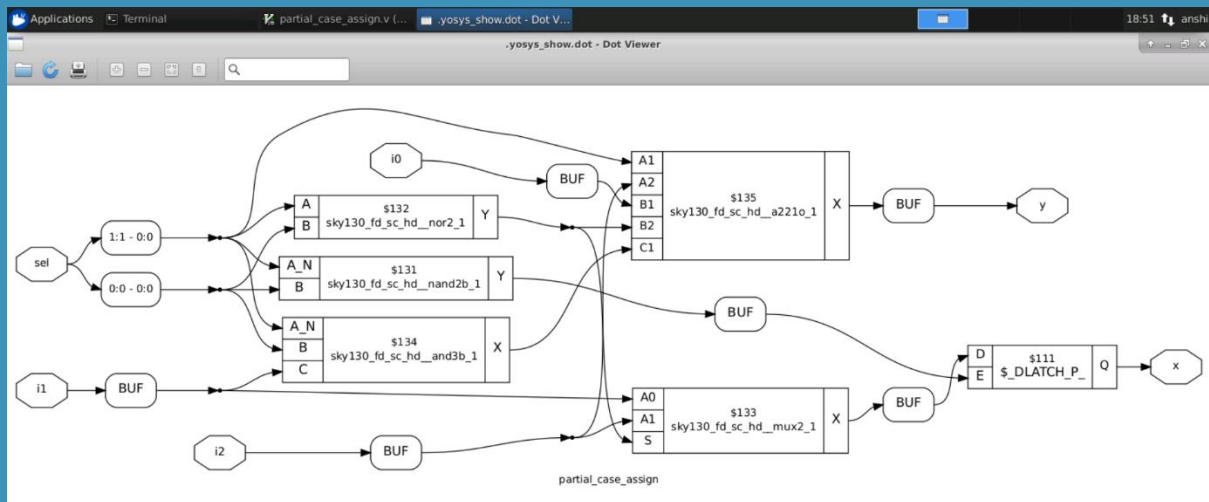 Applications
Terminal
partial_case_assign.v (...
.yosys_show.dot - Dot V...
18:51
anshi
.yosys_show.dot - Dot Viewer
i0
BUF
A1
A2
B1
B2
C1
$135
sky130_fd_sc_hd__a221o_1
X
BUF
y
A
B
$132
sky130_fd_sc_hd__nor2_1
Y
sel
1:1 - 0:0
0:0 - 0:0
A_N
B
$131
sky130_fd_sc_hd__nand2b_1
Y
BUF
A_N
B
C
$134
sky130_fd_sc_hd__and3b_1
X
D
E
$111
$_DLATCH_P_
Q
x
i1
BUF
A0
A1
S
$133
sky130_fd_sc_hd__mux2_1
X
BUF
i2
BUF
partial_case_assign